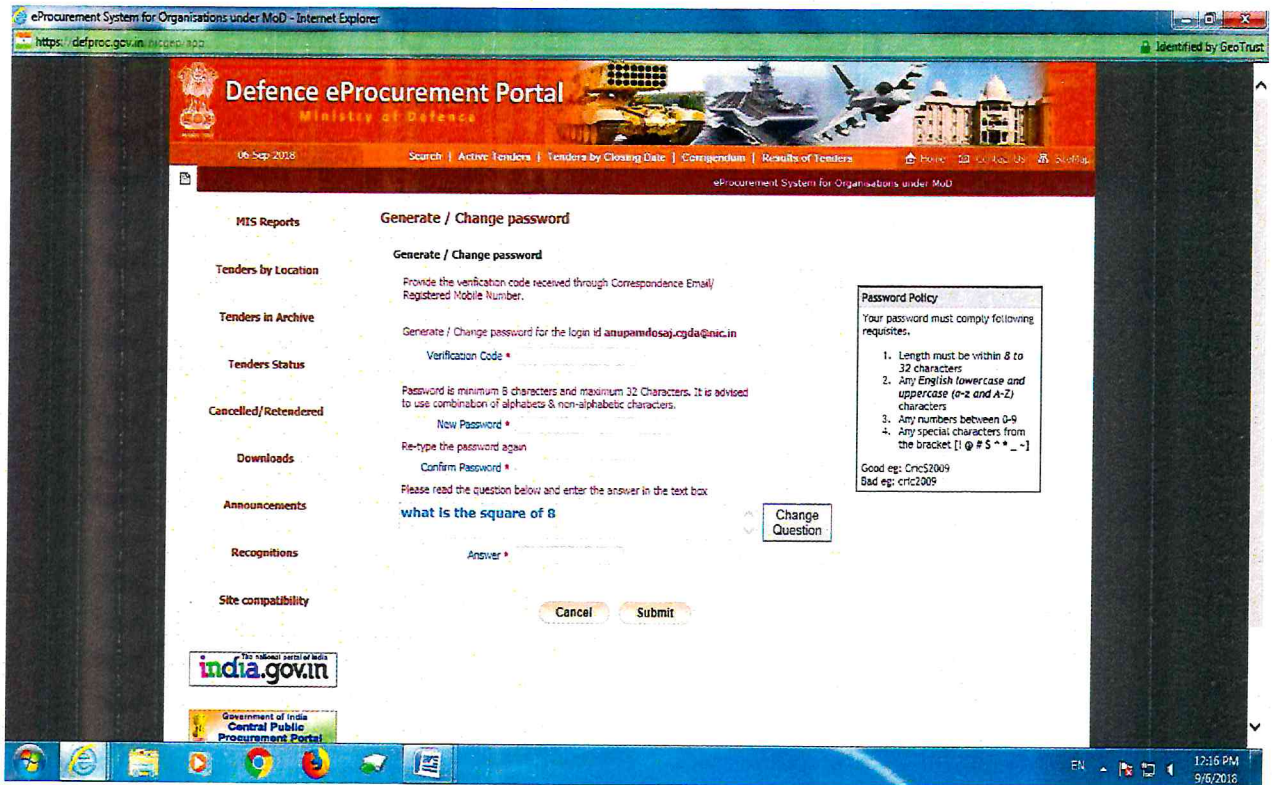 eProcurement System for Organisations under MoD - Internet Explorer
https://defproc.gov.in/nicgep/app
Identified by GeoTrust
Defence eProcurement Portal
Ministry of Defence
06-Sep-2018
Search | Active Tenders | Tenders by Closing Date | Corrigendum | Results of Tenders
Home Contact Us SiteMap
eProcurement System for Organisations under MoD
MIS Reports
Tenders by Location
Tenders in Archive
Tenders Status
Cancelled/Retendered
Downloads
Announcements
Recognitions
Site compatibility
The national portal of India
india.gov.in
Government of India
Central Public
Procurement Portal
Generate / Change password
Generate / Change password
Provide the verification code received through Correspondence Email/
Registered Mobile Number.
Generate / Change password for the login id anupamdosaj.cgda@nic.in
Verification Code *
Password is minimum 8 characters and maximum 32 Characters. It is advised
to use combination of alphabets & non-alphabetic characters.
New Password *
Re-type the password again
Confirm Password *
Please read the question below and enter the answer in the text box
what is the square of 8
Change
Question
Answer *
Cancel Submit
Password Policy
Your password must comply following
requisites.
1. Length must be within 8 to
32 characters
2. Any English lowercase and
uppercase (a-z and A-Z)
characters
3. Any numbers between 0-9
4. Any special characters from
the bracket [! @ # $ ^ * _ ~]
Good eg: Cric$2009
Bad eg: cric2009
EN
12:16 PM
9/6/2018